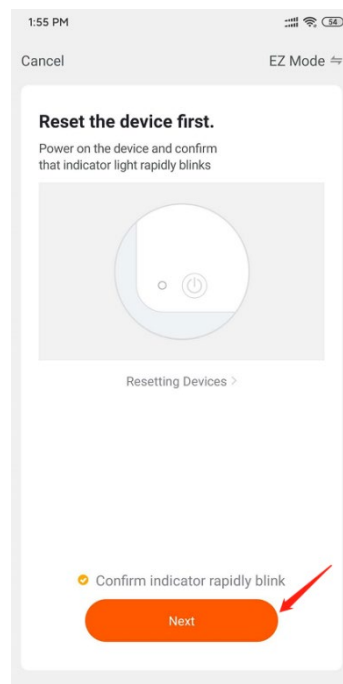 1:55 PM
54
Cancel
EZ Mode
Reset the device first.
Power on the device and confirm
that indicator light rapidly blinks
Resetting Devices >
Confirm indicator rapidly blink
Next